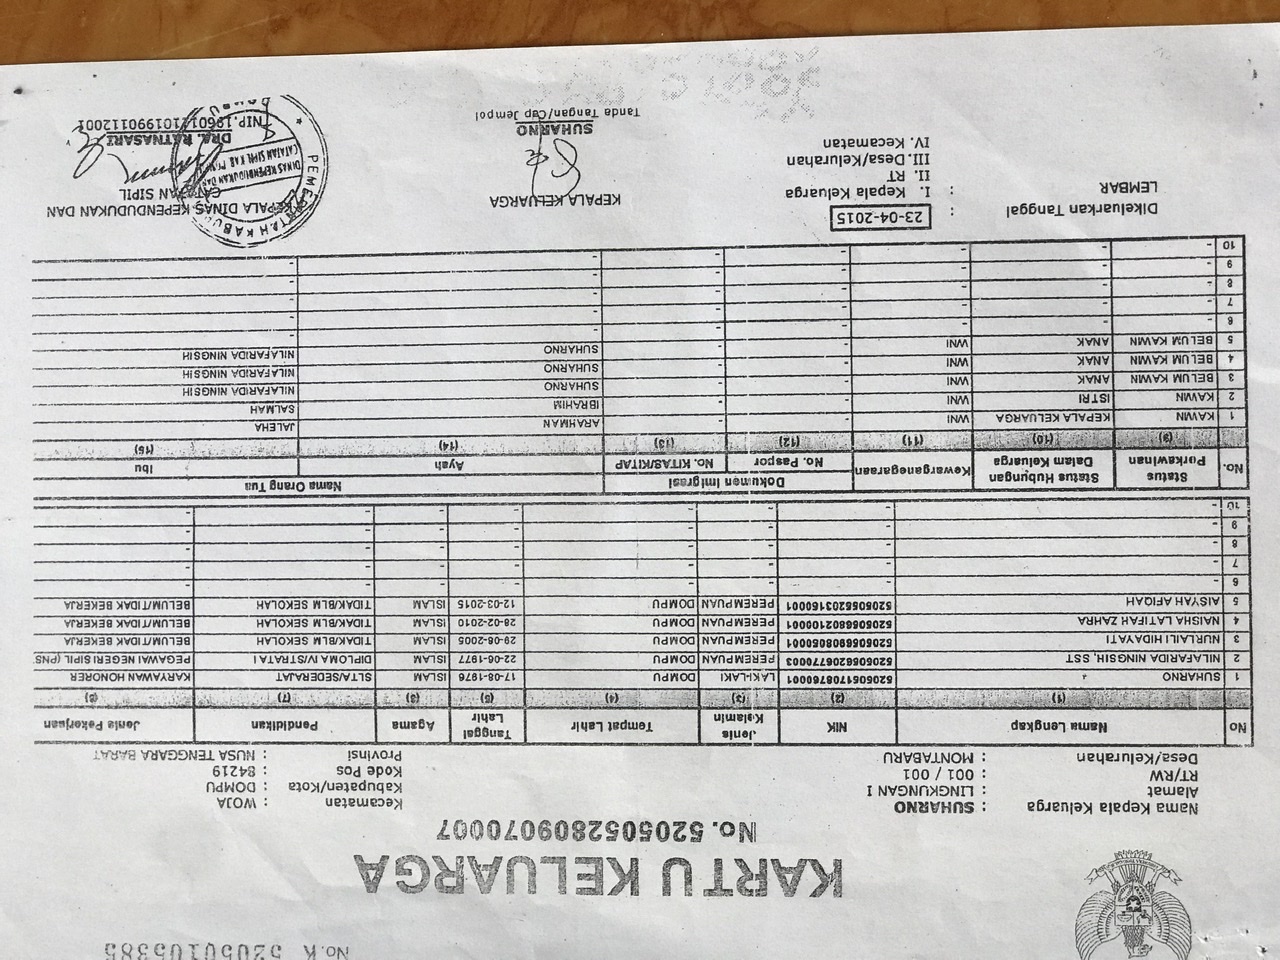 No.K 52050105385
KARTU KELUARGA
No. 5205052809070007
Nama Kepala Keluarga : SUHARNO
Alamat : LINGKUNGAN I
RT/RW : 001 / 001
Desa/Kelurahan : MONTABARU
Kecamatan : WOJA
Kabupaten/Kota : DOMPU
Kode Pos : 84219
Provinsi : NUSA TENGGARA BARAT
No Nama Lengkap NIK Jenis Kelamin Tempat Lahir Tanggal Lahir Agama Pendidikan Jenis Pekerjaan
(1) (2) (3) (4) (5) (6) (7) (8)
1 SUHARNO 5205051708760001 LAKI-LAKI DOMPU 17-08-1976 ISLAM SLTA/SEDERAJAT KARYAWAN HONORER
2 NILAFARIDA NINGSIH, SST PEREMPUAN DOMPU 22-06-1977 ISLAM DIPLOMA IV/STRATA I PEGAWAI NEGERI SIPIL (PNS
3 NURLAILI HIDAYATI PEREMPUAN DOMPU 29-08-2005 ISLAM TIDAK/BLM SEKOLAH BELUM/TIDAK BEKERJA
4 NAISHA LATIFAH ZAHRA PEREMPUAN DOMPU 28-02-2010 ISLAM TIDAK/BLM SEKOLAH BELUM/TIDAK BEKERJA
5 AISYAH AFIQAH PEREMPUAN DOMPU 12-03-2015 ISLAM TIDAK/BLM SEKOLAH BELUM/TIDAK BEKERJA
6 - - - - - - - -
7 - - - - - - - -
8 - - - - - - - -
9 - - - - - - - -
10 - - - - - - - -
No. Status Perkawinan Status Hubungan Dalam Keluarga Kewarganegaraan Dokumen Imigrasi Nama Orang Tua
No. Paspor No. KITAS/KITAP Ayah Ibu
(9) (10) (11) (12) (13) (14) (15)
1 KAWIN KEPALA KELUARGA WNI - - ARAHMAN JALEHA
2 KAWIN ISTRI WNI - - IBRAHIM SALMAH
3 BELUM KAWIN ANAK WNI - - SUHARNO NILAFARIDA NINGSIH
4 BELUM KAWIN ANAK WNI - - SUHARNO NILAFARIDA NINGSIH
5 BELUM KAWIN ANAK WNI - - SUHARNO NILAFARIDA NINGSIH
6 - - - - - - -
7 - - - - - - -
8 - - - - - - -
9 - - - - - - -
10 - - - - - - -
Dikeluarkan Tanggal : 23-04-2015
LEMBAR : I. Kepala Keluarga
II. RT
III. Desa/Kelurahan
IV. Kecamatan
KEPALA KELUARGA
SUHARNO
Tanda Tangan/Cap Jempol
KEPALA DINAS KEPENDUDUKAN DAN
CATATAN SIPIL
DRA. RATNASARI